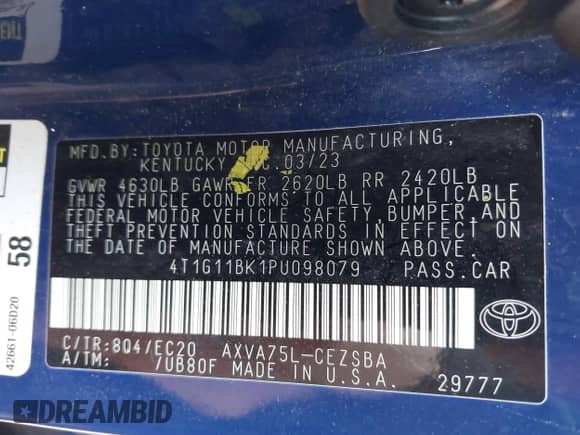 MFD.BY:TOYOTA MOTOR MANUFACTURING,
KENTUCKY 03/23
GVWR 4630LB GAWR FR 2620LB RR 2420LB
THIS VEHICLE CONFORMS TO ALL APPLICABLE
FEDERAL MOTOR VEHICLE SAFETY, BUMPER, AND
THEFT PREVENTION STANDARDS IN EFFECT ON
THE DATE OF MANUFACTURE SHOWN ABOVE.
4T1G11BK1PU098079 PASS.CAR
C/TR:8Q4/EC20 AXVA75L-CEZSBA
A/TM: 7UB80F MADE IN U.S.A. 29777
TOYOTA
58
42661-06D20
DREAMBID